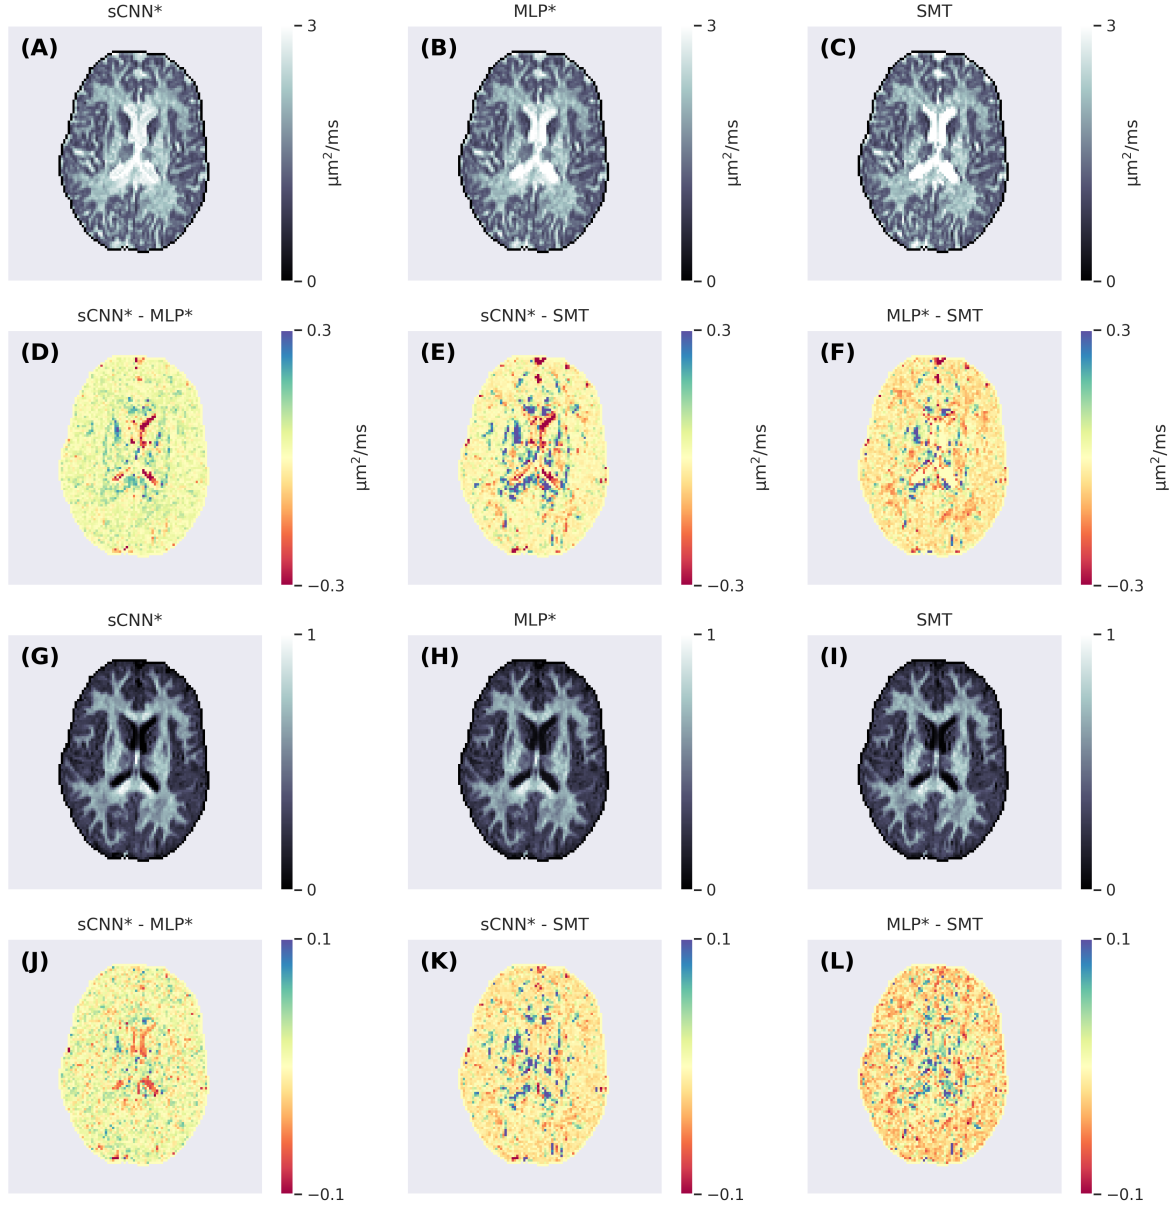 sCNN* MLP* SMT
(A) 3 (B) 3 (C) 3
μm²/ms μm²/ms μm²/ms
0 0 0
sCNN* - MLP* sCNN* - SMT MLP* - SMT
(D) 0.3 (E) 0.3 (F) 0.3
μm²/ms μm²/ms μm²/ms
−0.3 −0.3 −0.3
sCNN* MLP* SMT
(G) 1 (H) 1 (I) 1
0 0 0
sCNN* - MLP* sCNN* - SMT MLP* - SMT
(J) 0.1 (K) 0.1 (L) 0.1
−0.1 −0.1 −0.1